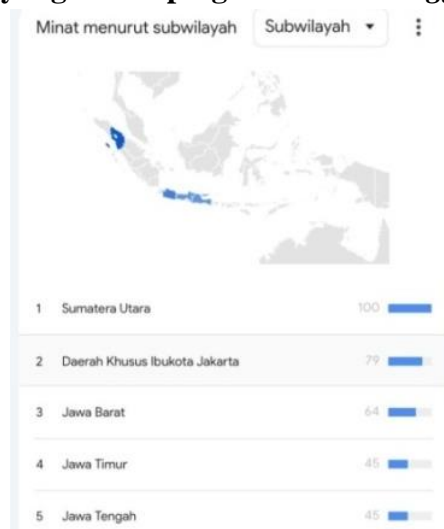 Minat menurut subwilayah Subwilayah
1 Sumatera Utara 100
2 Daerah Khusus Ibukota Jakarta 79
3 Jawa Barat 64
4 Jawa Timur 45
5 Jawa Tengah 45